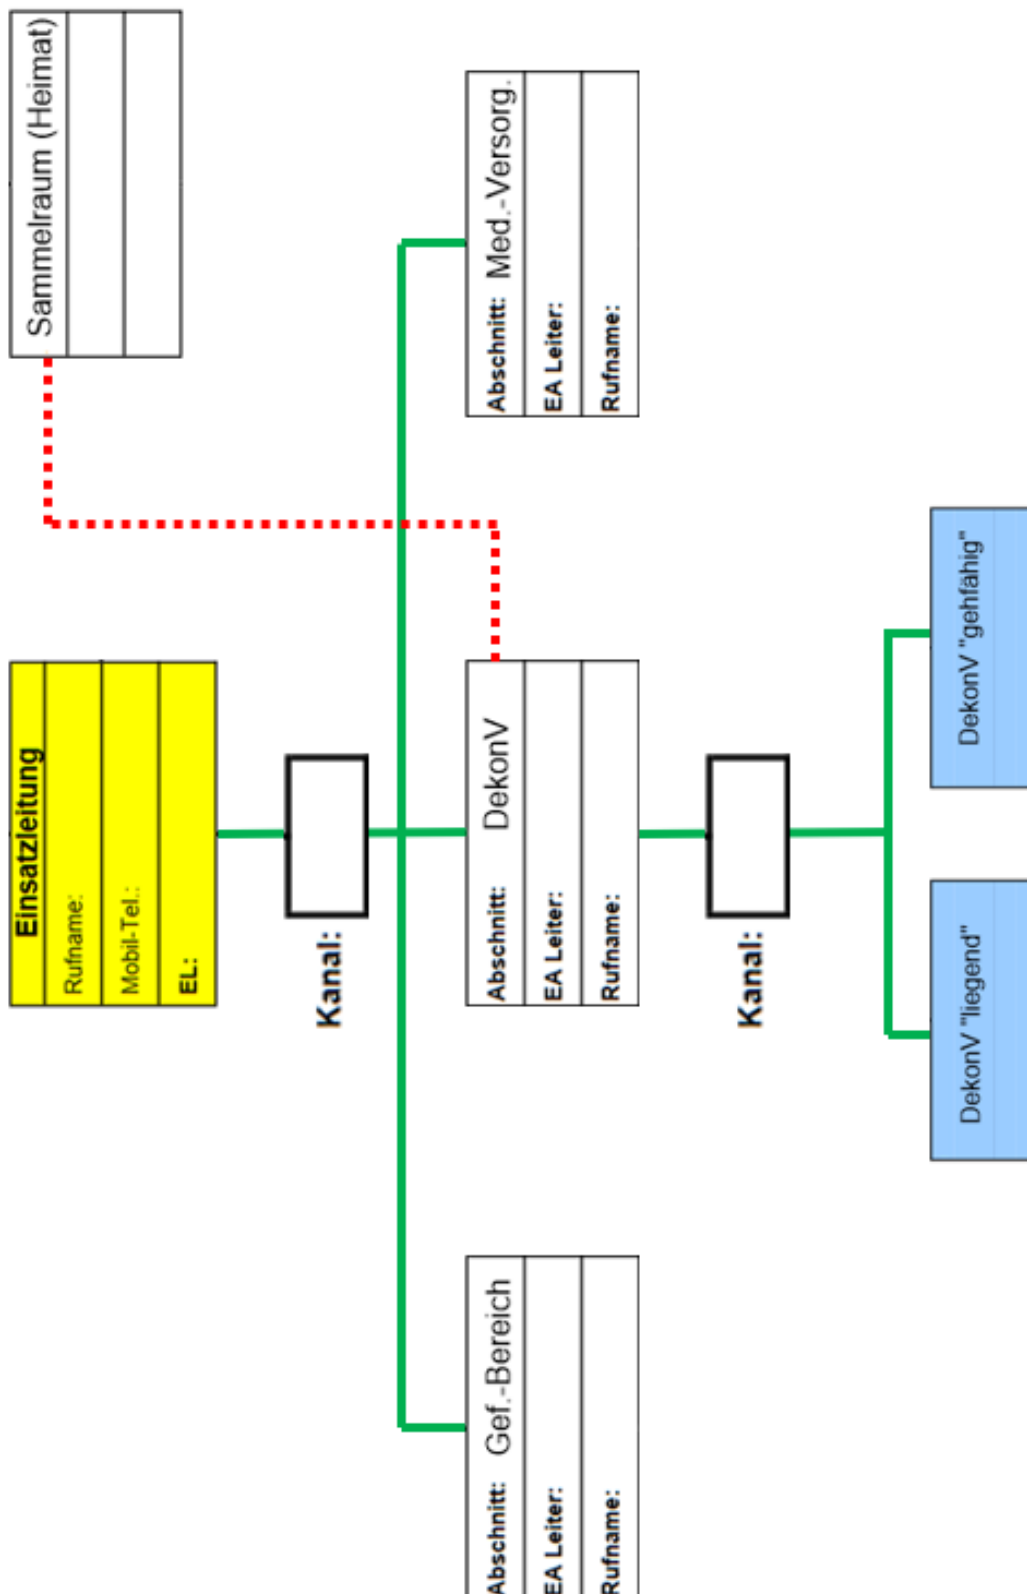 Einsatzleitung
Rufname:
Mobil-Tel.:
EL:
Sammelraum (Heimat)
Kanal:
Abschnitt: Gef.-Bereich
EA Leiter:
Rufname:
Abschnitt: DekonV
EA Leiter:
Rufname:
Abschnitt: Med.-Versorg.
EA Leiter:
Rufname:
Kanal:
DekonV "liegend"
DekonV "gehfähig"